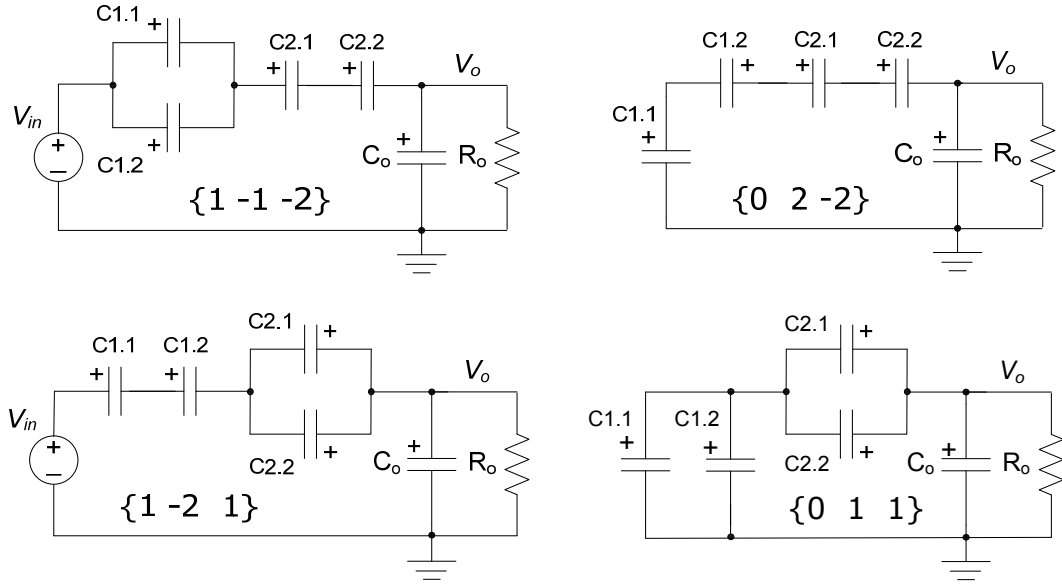 C1.1
C2.1
C2.2
Vo
Vin
+
+
+
+
+
−
+
C1.2
Co
Ro
{1 -1 -2}
C1.2
C2.1
C2.2
Vo
C1.1
+
+
+
+
+
Co
Ro
{0 2 -2}
C2.1
C1.1
C1.2
Vo
Vin
+
+
+
+
+
−
+
C2.2
Co
Ro
{1 -2 1}
C2.1
C1.1
C1.2
Vo
+
+
+
+
+
C2.2
Co
Ro
{0 1 1}